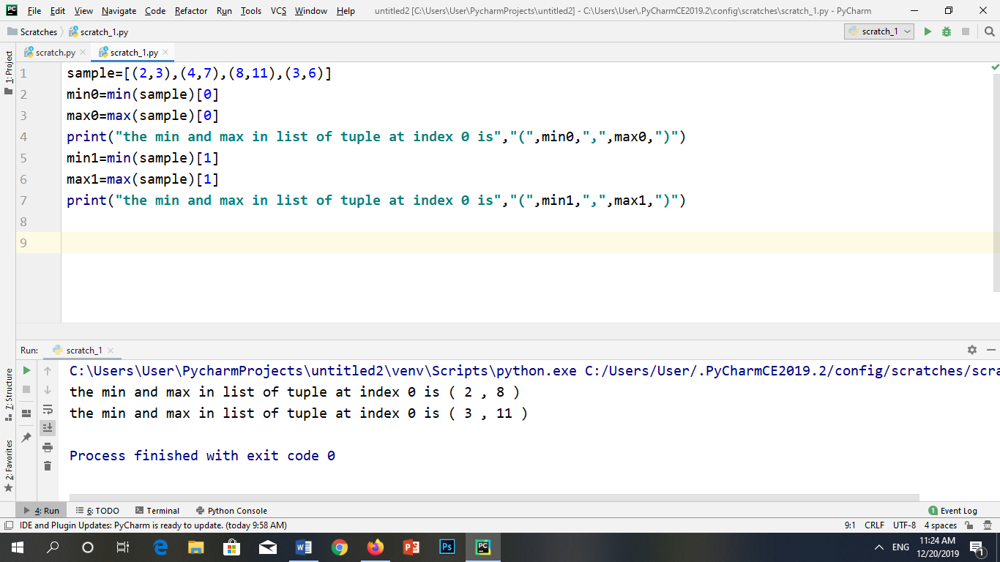 File Edit View Navigate Code Refactor Run Tools VCS Window Help untitled2 [C:\Users\User\PycharmProjects\untitled2] - C:\Users\User\.PyCharmCE2019.2\config\scratches\scratch_1.py - PyCharm
Scratches scratch_1.py scratch_1
scratch.py scratch_1.py
1: Project
1 sample=[(2,3),(4,7),(8,11),(3,6)]
2 min0=min(sample)[0]
3 max0=max(sample)[0]
4 print("the min and max in list of tuple at index 0 is","(",min0,",",max0,")")
5 min1=min(sample)[1]
6 max1=max(sample)[1]
7 print("the min and max in list of tuple at index 0 is","(",min1,",",max1,")")
8
9
Run: scratch_1
7: Structure
2: Favorites
C:\Users\User\PycharmProjects\untitled2\venv\Scripts\python.exe C:/Users/User/.PyCharmCE2019.2/config/scratches/scra
the min and max in list of tuple at index 0 is ( 2 , 8 )
the min and max in list of tuple at index 0 is ( 3 , 11 )
Process finished with exit code 0
4: Run 6: TODO Terminal Python Console 1 Event Log
IDE and Plugin Updates: PyCharm is ready to update. (today 9:58 AM) 9:1 CRLF UTF-8 4 spaces
ENG 11:24 AM
12/20/2019 1